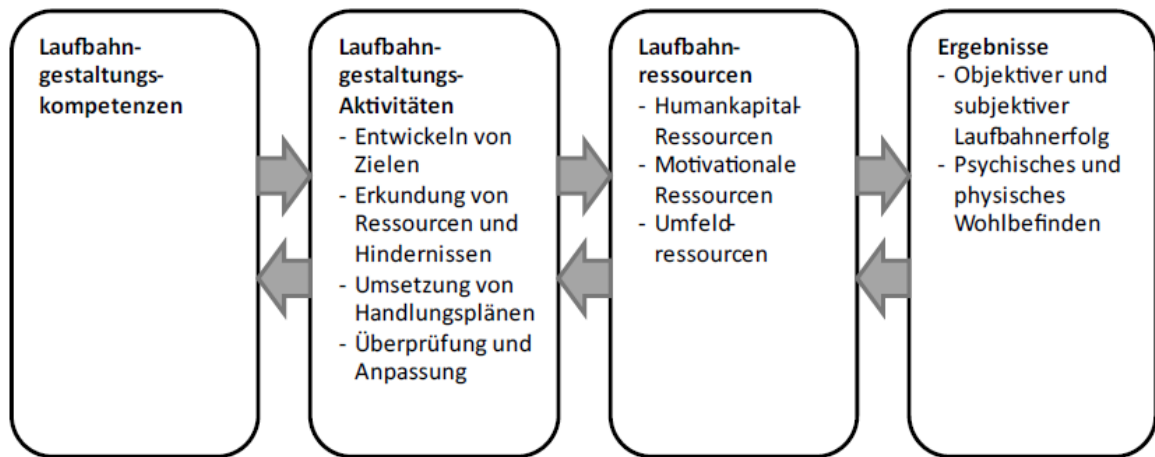 Laufbahn-
gestaltungs-
kompetenzen
Laufbahn-
gestaltungs-
Aktivitäten
- Entwickeln von
Zielen
- Erkundung von
Ressourcen und
Hindernissen
- Umsetzung von
Handlungsplänen
- Überprüfung und
Anpassung
Laufbahn-
ressourcen
- Humankapital-
Ressourcen
- Motivationale
Ressourcen
- Umfeld-
ressourcen
Ergebnisse
- Objektiver und
subjektiver
Laufbahnerfolg
- Psychisches und
physisches
Wohlbefinden